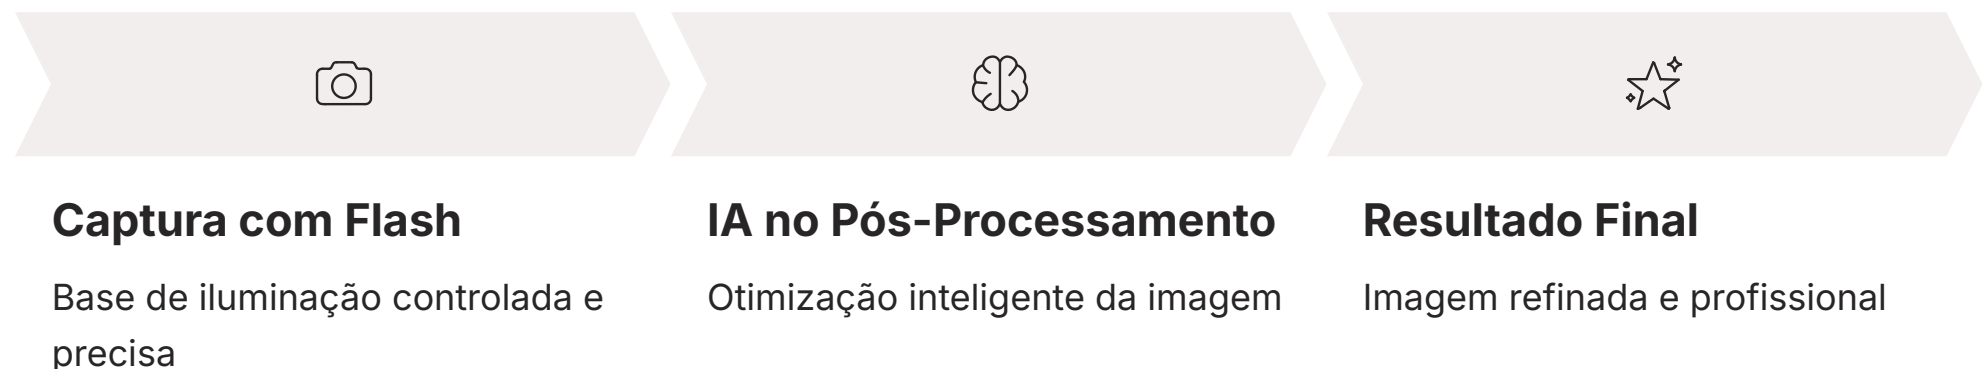 Captura com Flash
Base de iluminação controlada e
precisa
IA no Pós-Processamento
Otimização inteligente da imagem
Resultado Final
Imagem refinada e profissional